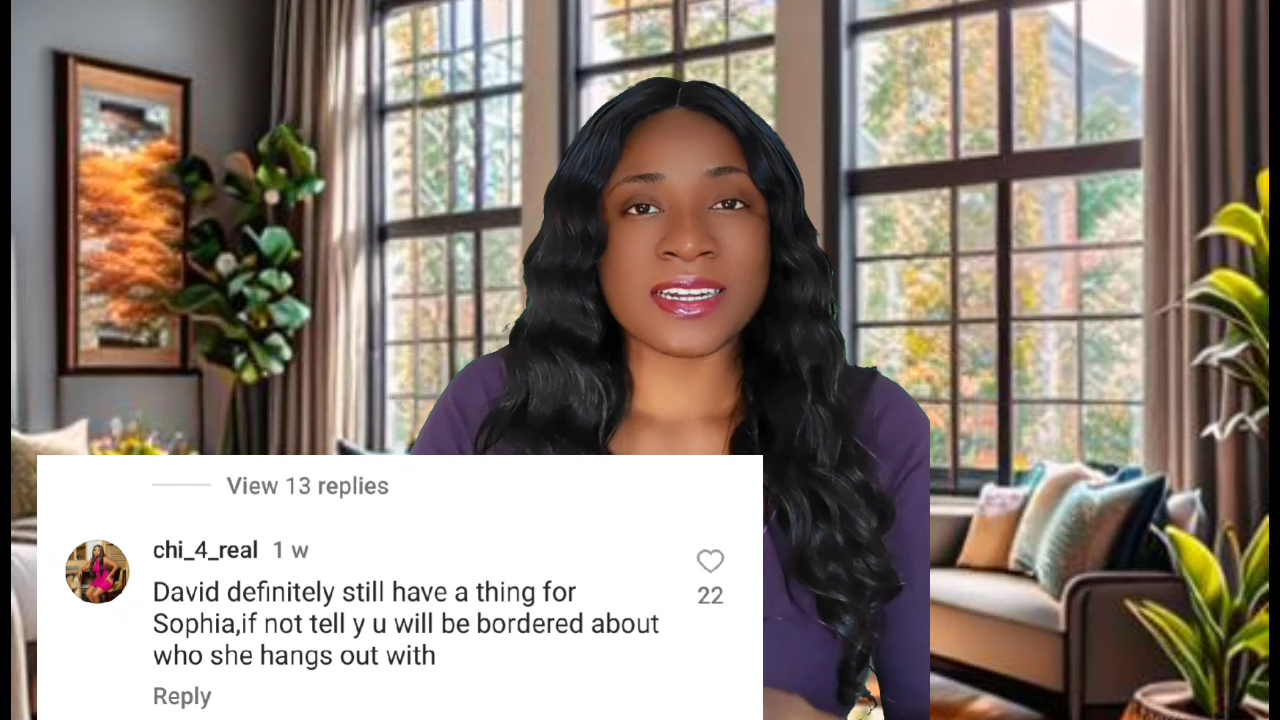 View 13 replies
chi_4_real 1 w
David definitely still have a thing for
Sophia,if not tell y u will be bordered about
who she hangs out with
22
Reply